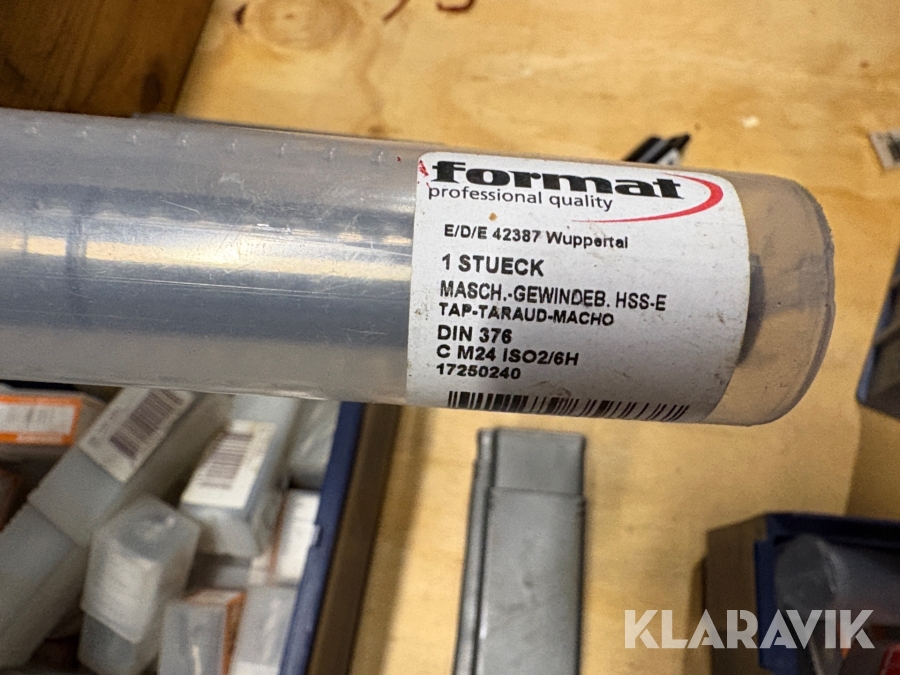 format
professional quality
E/D/E 42387 Wuppertal
1 STUECK
MASCH.-GEWINDEB. HSS-E
TAP-TARAUD-MACHO
DIN 376
C M24 ISO2/6H
17250240
KLARAVIK